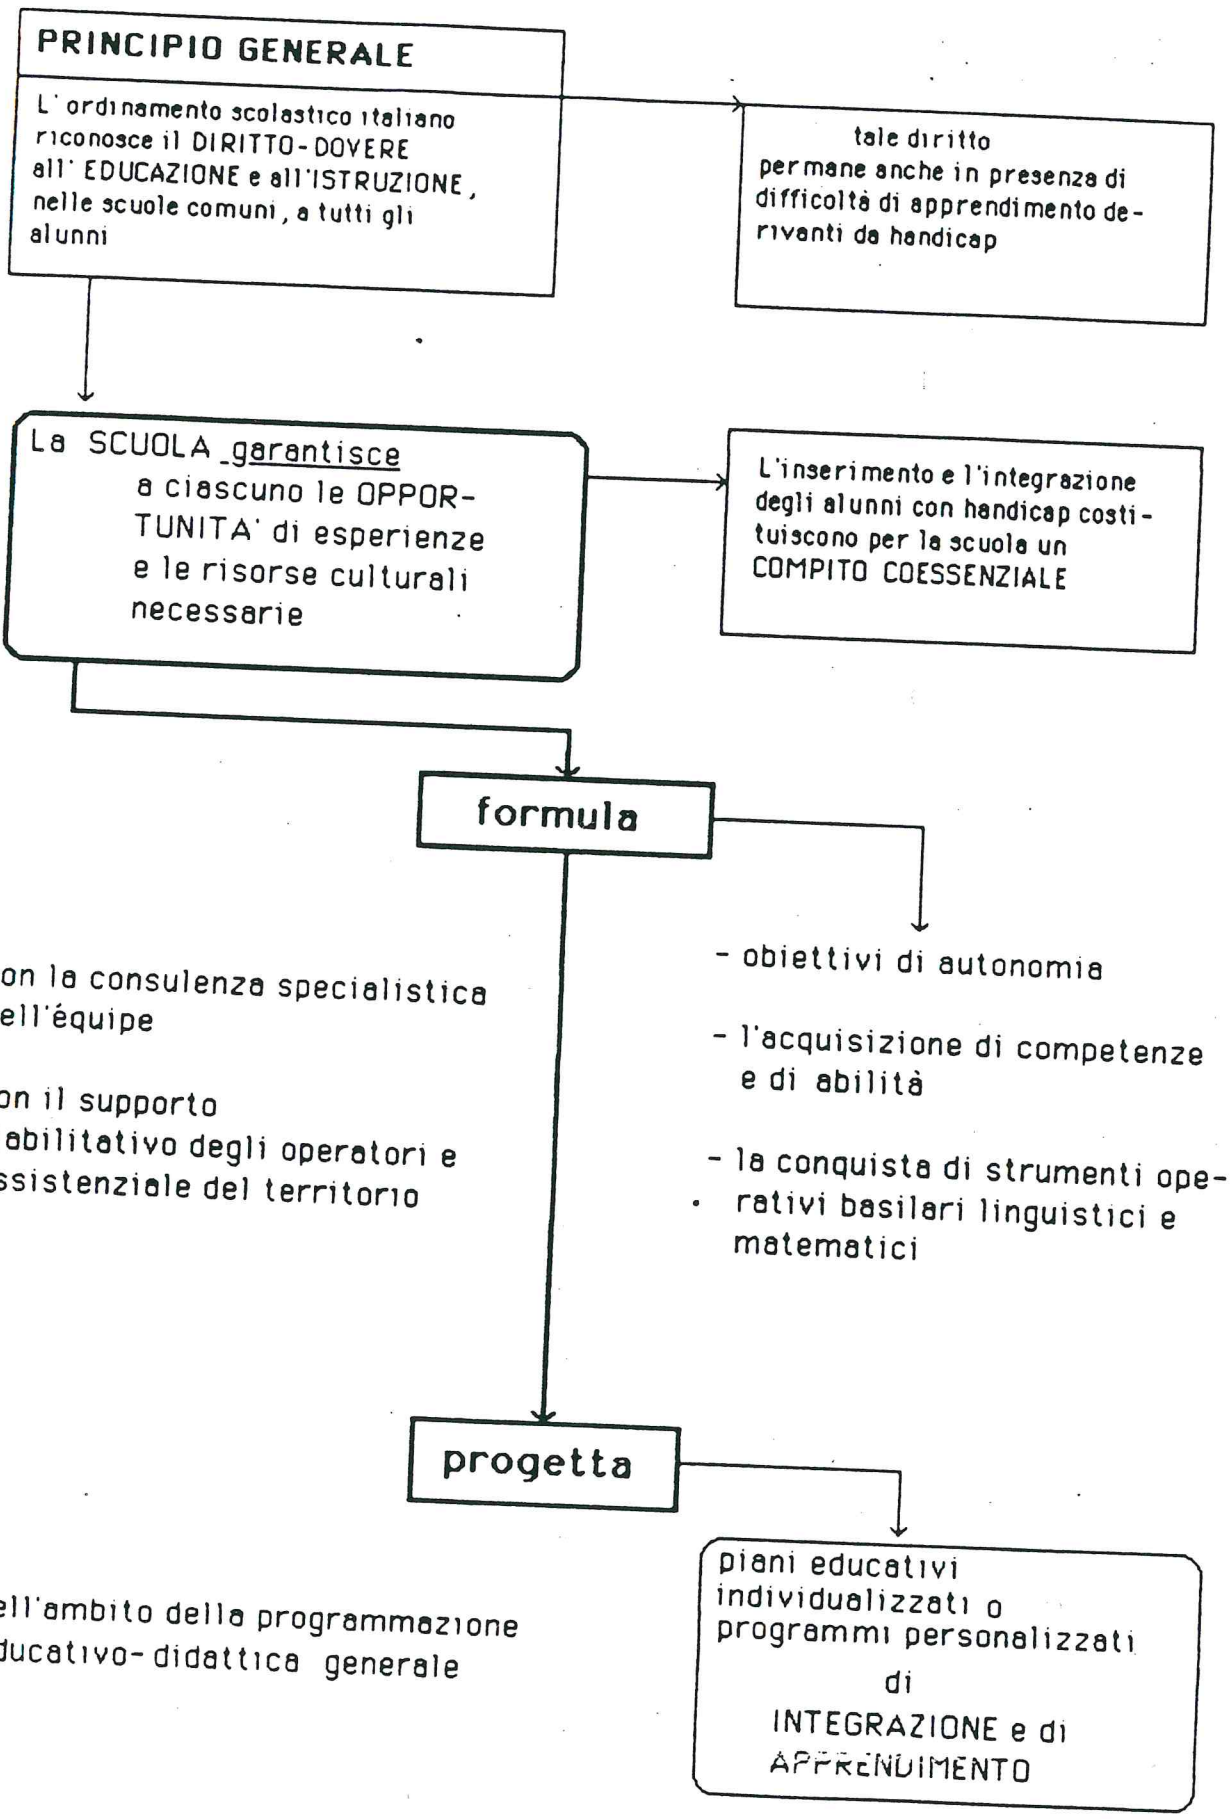 PRINCIPIO GENERALE
L'ordinamento scolastico italiano
riconosce il DIRITTO-DOVERE
all'EDUCAZIONE e all'ISTRUZIONE,
nelle scuole comuni, a tutti gli
alunni
tale diritto
permane anche in presenza di
difficoltà di apprendimento de-
rivanti da handicap
La SCUOLA garantisce
a ciascuno le OPPOR-
TUNITA' di esperienze
e le risorse culturali
necessarie
L'inserimento e l'integrazione
degli alunni con handicap costi-
tuiscono per la scuola un
COMPITO COESSENZIALE
formula
on la consulenza specialistica
ell'équipe
on il supporto
abilitativo degli operatori e
ssistenziale del territorio
- obiettivi di autonomia
- l'acquisizione di competenze
e di abilità
- la conquista di strumenti ope-
rativi basilari linguistici e
matematici
progetta
ell'ambito della programmazione
ducativo-didattica generale
piani educativi
individualizzati o
programmi personalizzati
di
INTEGRAZIONE e di
APPRENDIMENTO